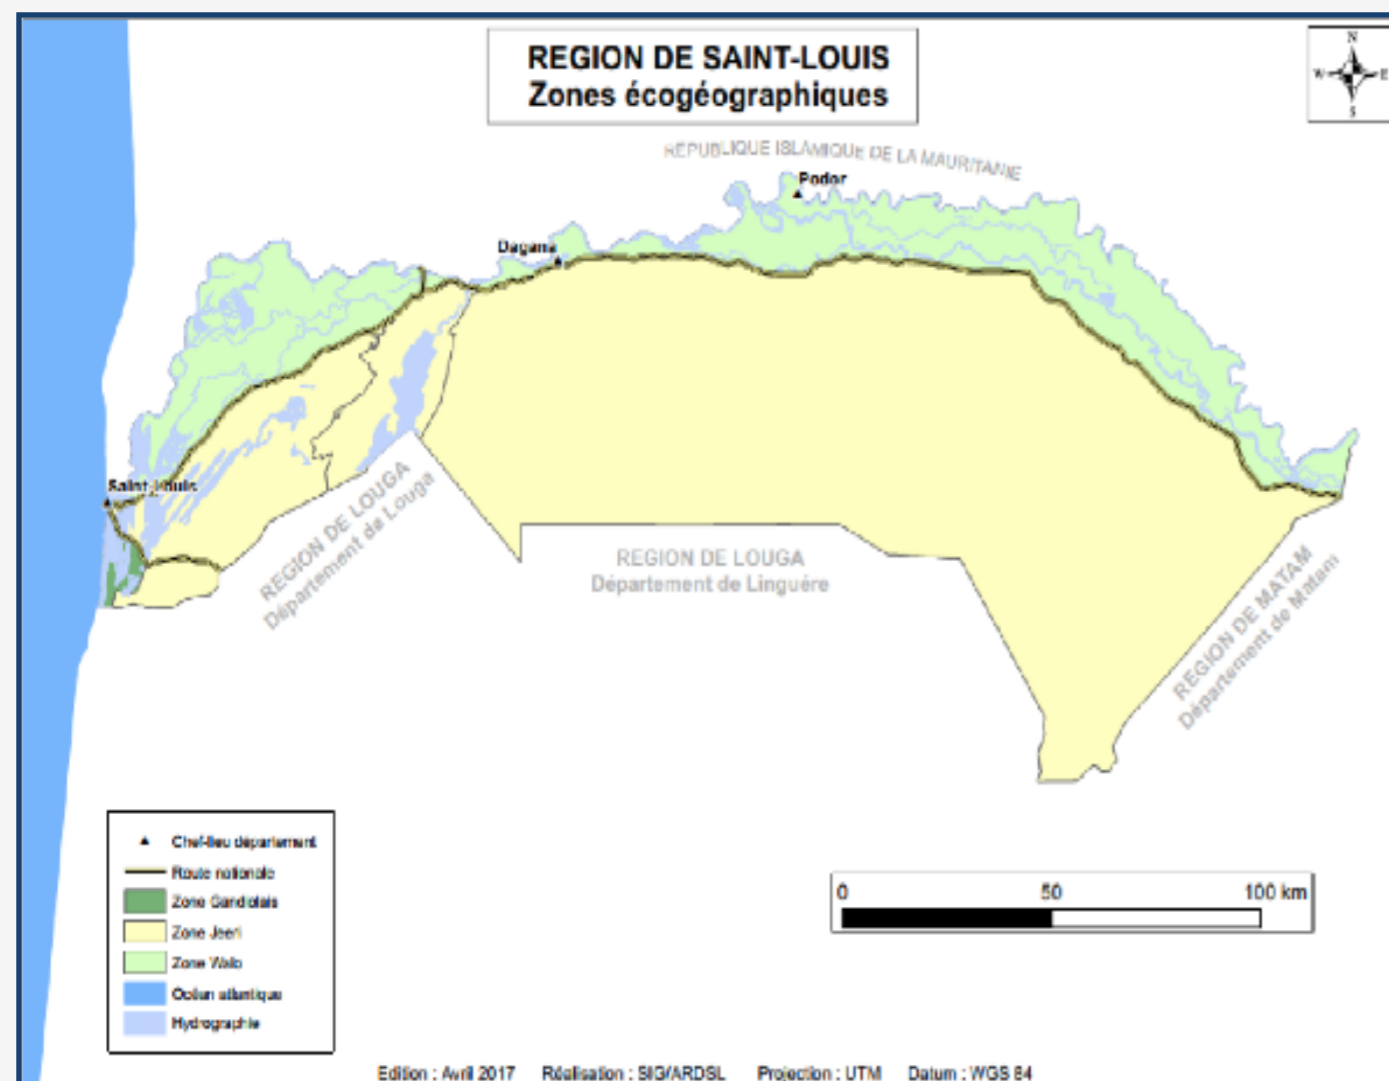 REGION DE SAINT-LOUIS
Zones écogéographiques
N
W
E
S
REPUBLIQUE ISLAMIQUE DE LA MAURITANIE
Podor
Dagana
Saint-Louis
REGION DE LOUGA
Département de Louga
REGION DE LOUGA
Département de Linguére
REGION DE MATAM
Département de Matam
Chef-lieu département
Route nationale
Zone Gandiolais
Zone Jeeri
Zone Walo
Océan atlantique
Hydrographie
0 50 100 km
Edition : Avril 2017 Réalisation : SIG/ARDSL Projection : UTM Datum : WGS 84